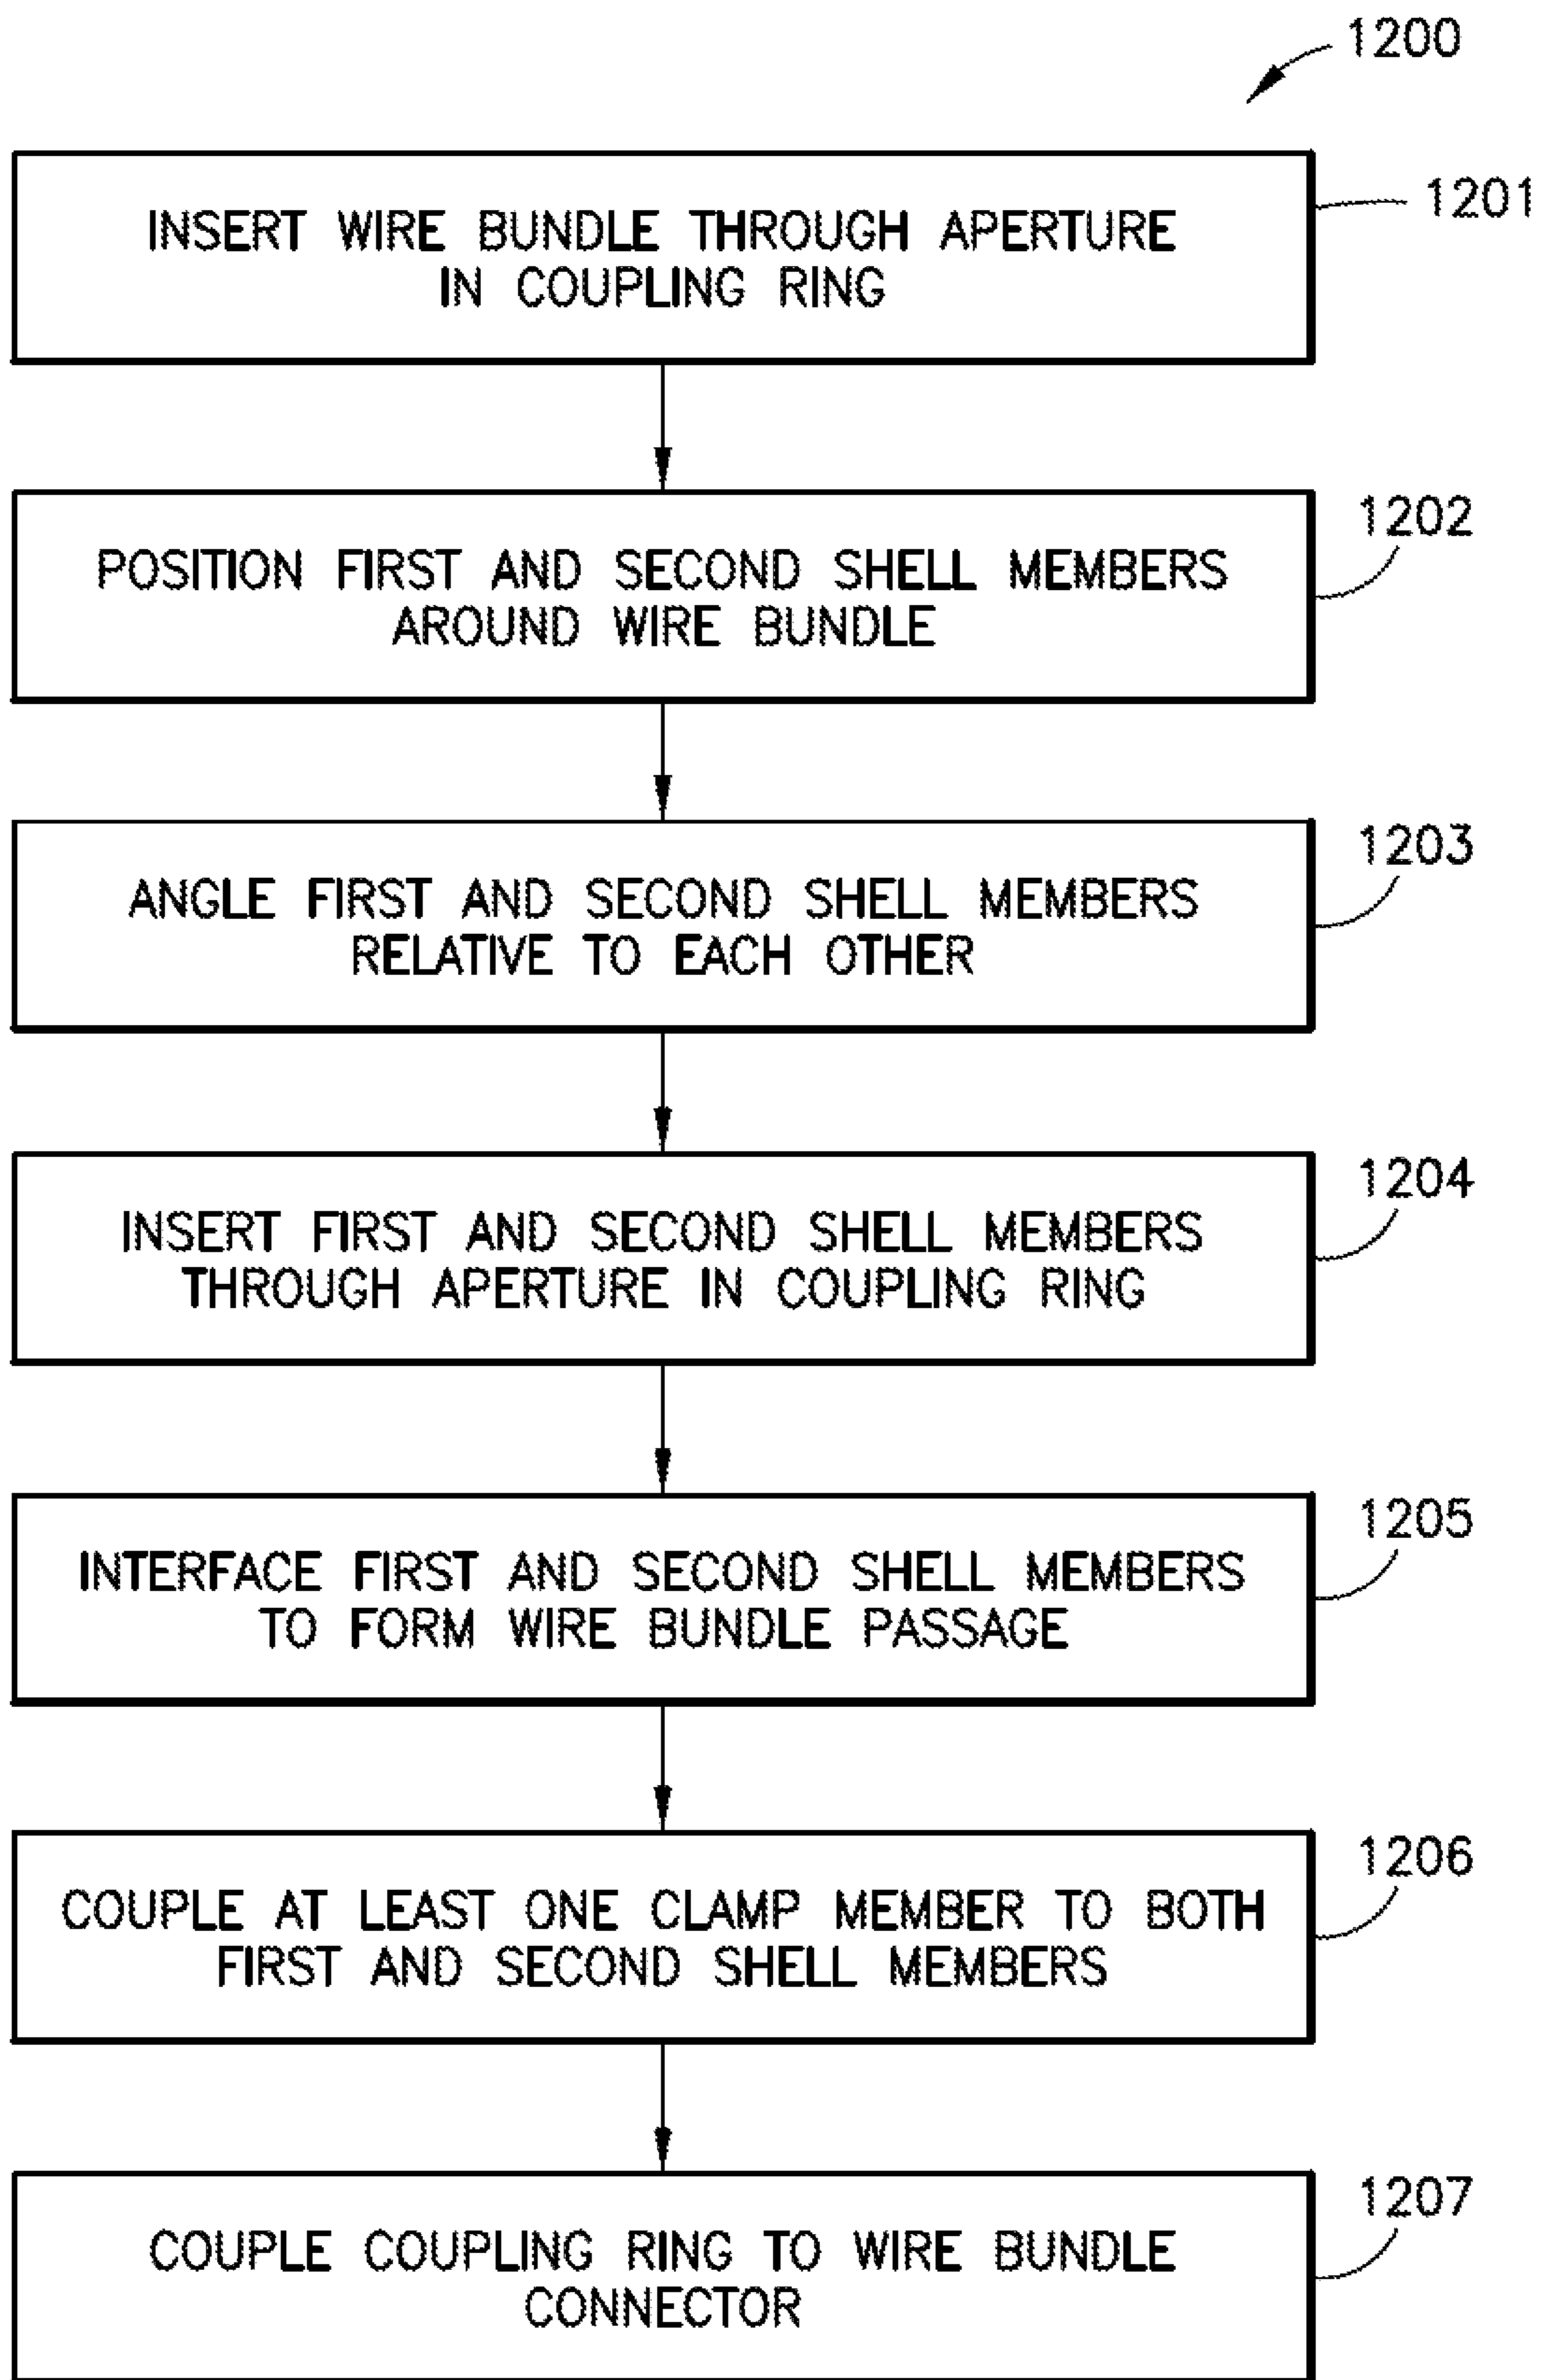 1200
1201
INSERT WIRE BUNDLE THROUGH APERTURE
IN COUPLING RING
1202
POSITION FIRST AND SECOND SHELL MEMBERS
AROUND WIRE BUNDLE
1203
ANGLE FIRST AND SECOND SHELL MEMBERS
RELATIVE TO EACH OTHER
1204
INSERT FIRST AND SECOND SHELL MEMBERS
THROUGH APERTURE IN COUPLING RING
1205
INTERFACE FIRST AND SECOND SHELL MEMBERS
TO FORM WIRE BUNDLE PASSAGE
1206
COUPLE AT LEAST ONE CLAMP MEMBER TO BOTH
FIRST AND SECOND SHELL MEMBERS
1207
COUPLE COUPLING RING TO WIRE BUNDLE
CONNECTOR